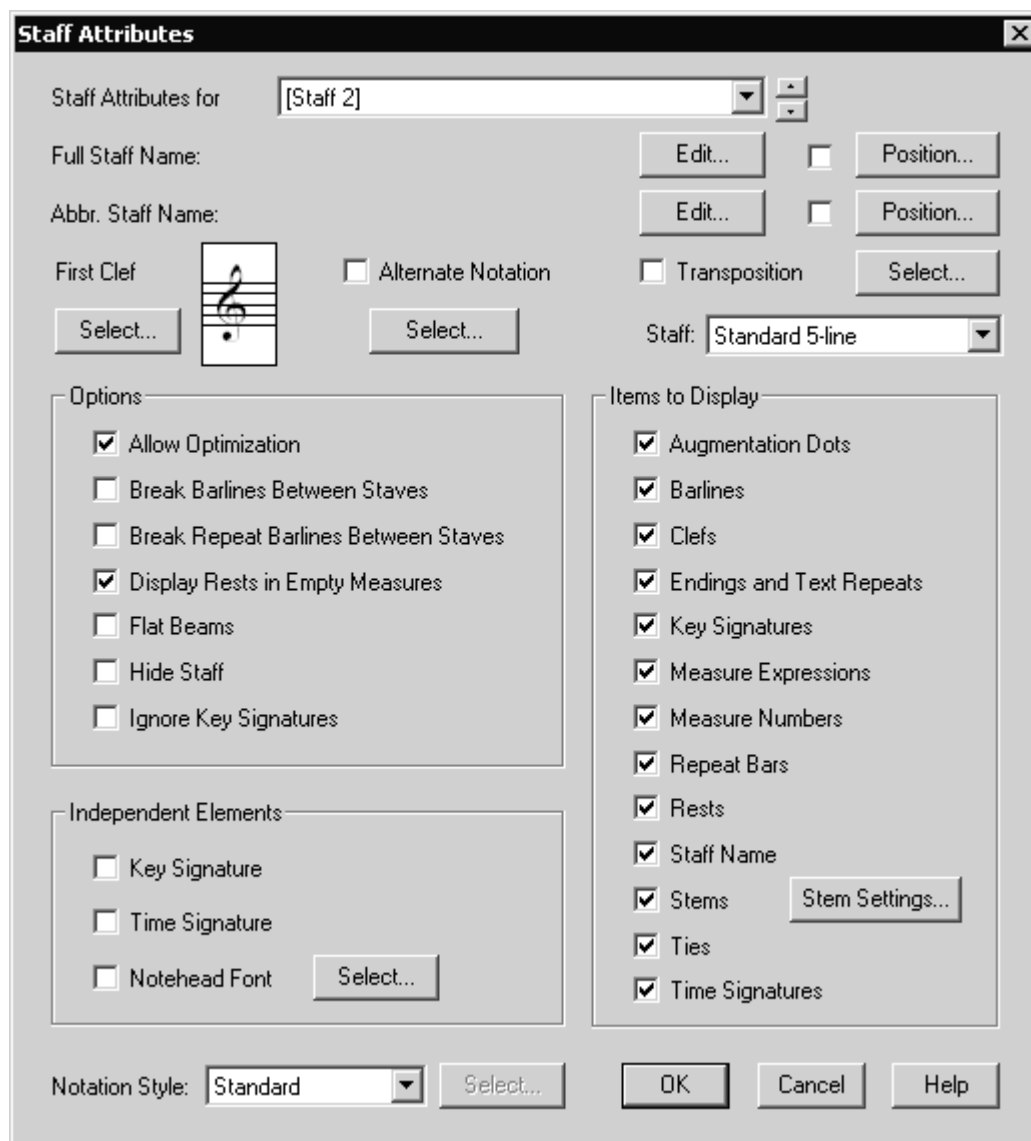 Staff Attributes
Staff Attributes for [Staff 2]
Full Staff Name: Edit... Position...
Abbr. Staff Name: Edit... Position...
First Clef Alternate Notation Transposition Select...
Select... Select... Staff: Standard 5-line
Options
Allow Optimization
Break Barlines Between Staves
Break Repeat Barlines Between Staves
Display Rests in Empty Measures
Flat Beams
Hide Staff
Ignore Key Signatures
Independent Elements
Key Signature
Time Signature
Notehead Font Select...
Items to Display
Augmentation Dots
Barlines
Clefs
Endings and Text Repeats
Key Signatures
Measure Expressions
Measure Numbers
Repeat Bars
Rests
Staff Name
Stems Stem Settings...
Ties
Time Signatures
Notation Style: Standard Select... OK Cancel Help